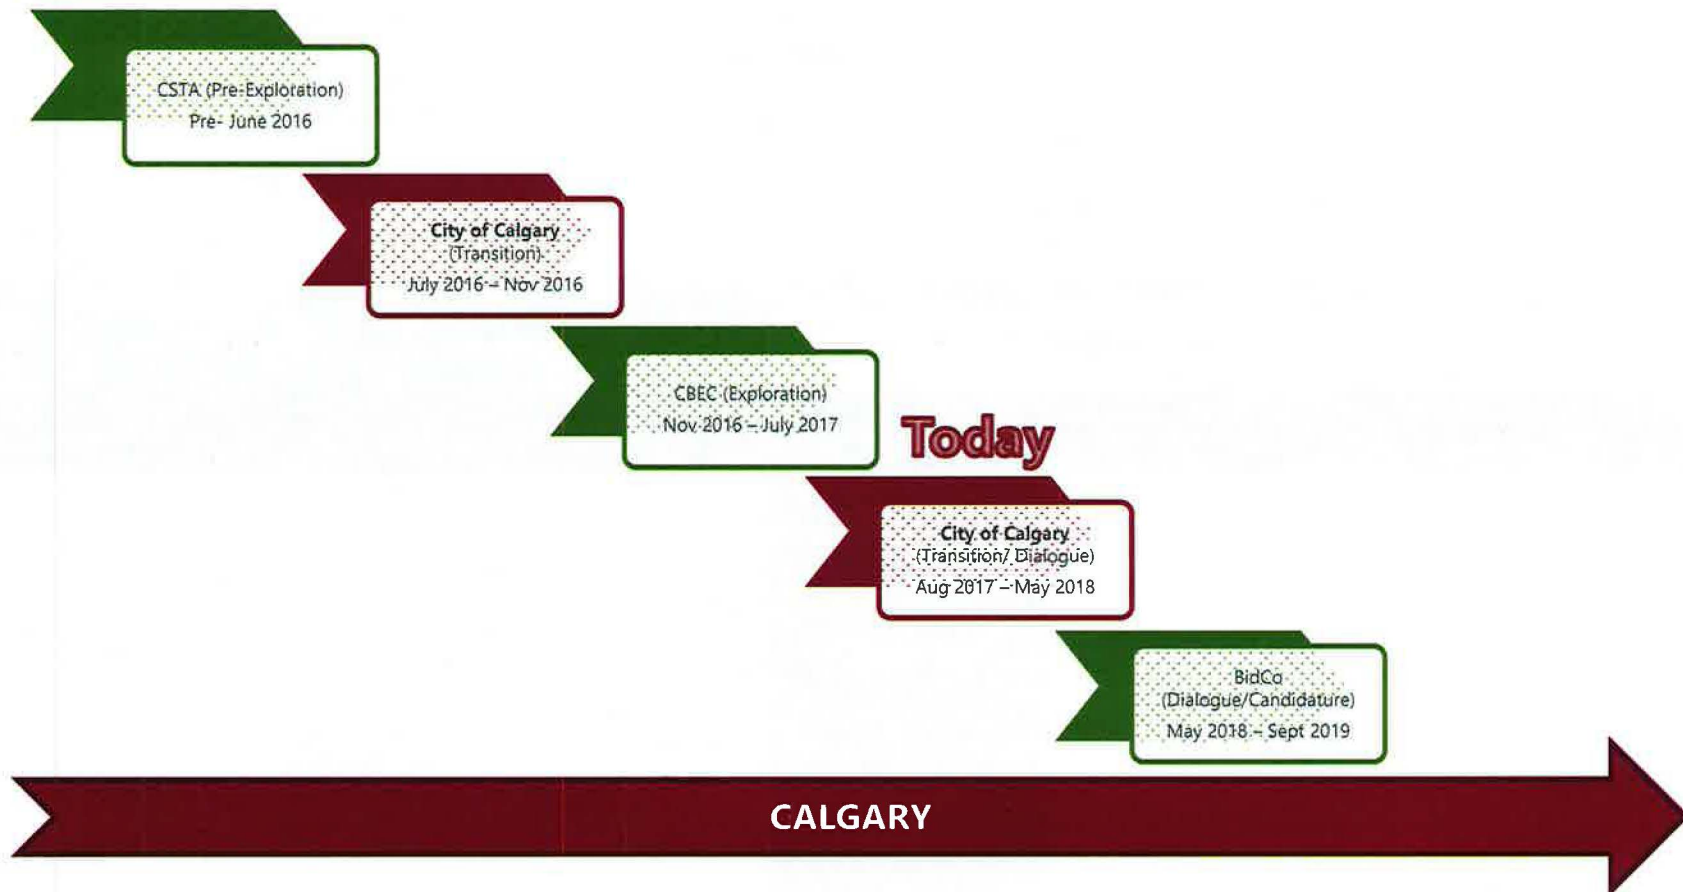 CSTA (Pre-Exploration)
Pre- June 2016
City of Calgary
(Transition)
July 2016 – Nov 2016
CBEC (Exploration)
Nov 2016 – July 2017
Today
City of Calgary
(Transition/ Dialogue)
Aug 2017 – May 2018
BidCo
(Dialogue/Candidature)
May 2018 – Sept 2019
CALGARY